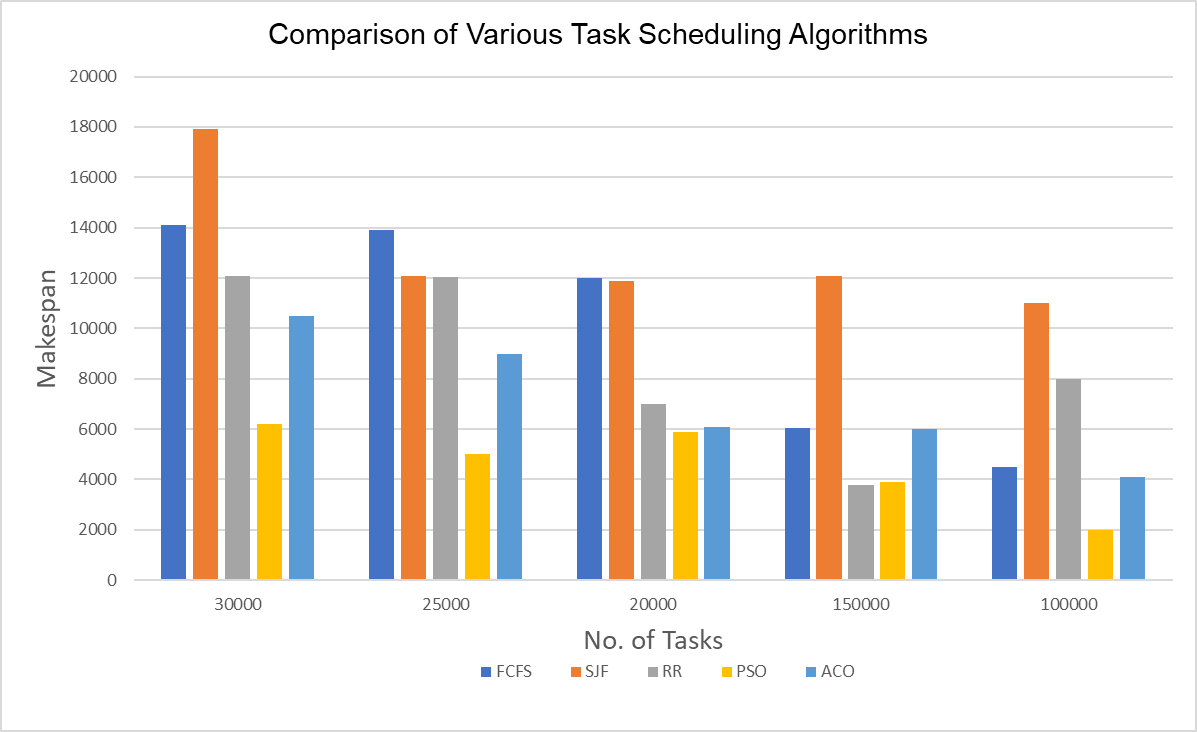 Comparison of Various Task Scheduling Algorithms
20000
18000
16000
14000
12000
10000
8000
6000
4000
2000
0
Makespan
30000 25000 20000 150000 100000
No. of Tasks
FCFS SJF RR PSO ACO